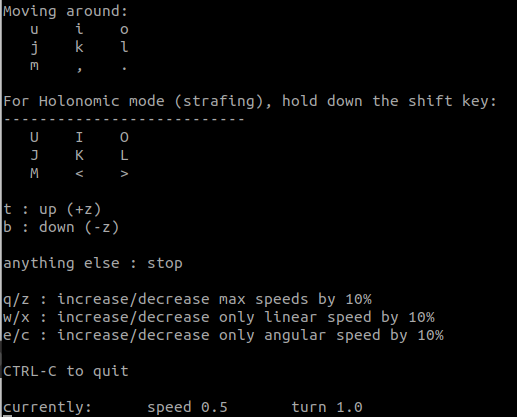 Moving around:
u i o
j k l
m , .
For Holonomic mode (strafing), hold down the shift key:
---------------------------
U I O
J K L
M < >
t : up (+z)
b : down (-z)
anything else : stop
q/z : increase/decrease max speeds by 10%
w/x : increase/decrease only linear speed by 10%
e/c : increase/decrease only angular speed by 10%
CTRL-C to quit
currently: speed 0.5 turn 1.0